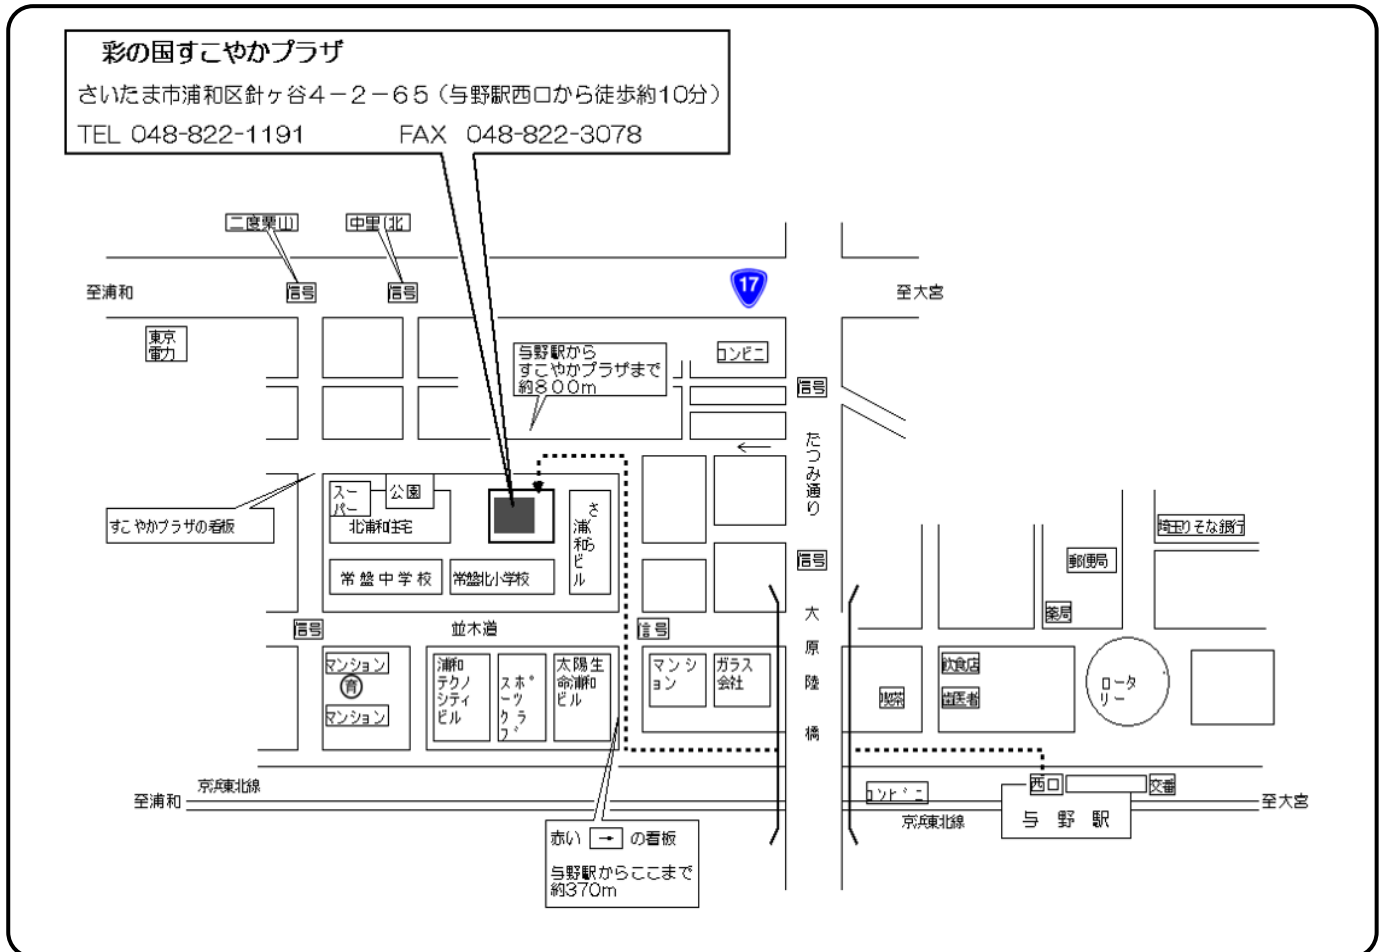 彩の国すこやかプラザ
さいたま市浦和区針ヶ谷4－2－65（与野駅西口から徒歩約10分）
TEL 048-822-1191 FAX 048-822-3078
二度栗山
中里(北
至浦和
信号
信号
17
至大宮
東京
電力
与野駅から
すこやかプラザまで
約800m
コンビニ
信号
たつみ通り
←
スー
パー
公園
北浦和住宅
さくら
浦和ビル
すこやかプラザの看板
常盤中学校
常盤北小学校
信号
埼玉りそな銀行
郵便局
薬局
信号
並木道
信号
大原陸橋
マンション
育
マンション
浦和
テクノ
シティ
ビル
スポ
ーツ
クラ
ブ
太陽生
命浦和
ビル
マンシ
ョン
ガラス
会社
飲食店
喫茶
歯医者
ロータ
リー
京浜東北線
至浦和
コンビニ
西口
交番
至大宮
京浜東北線
与野駅
赤い → の看板
与野駅からここまで
約370m